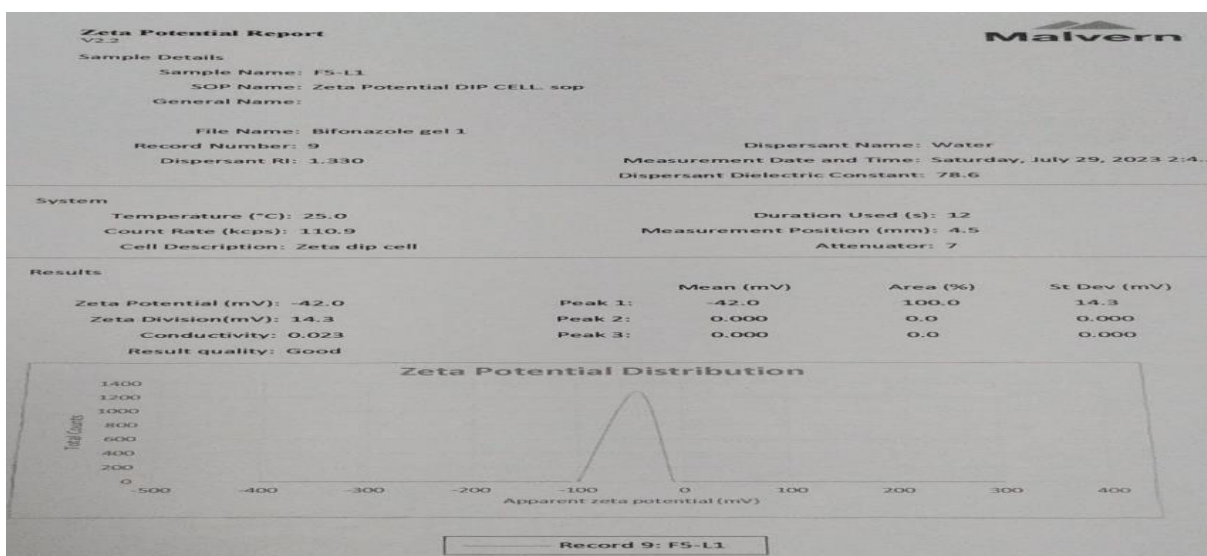 Zeta Potential Report
V2.2
Malvern
Sample Details
Sample Name: F5-L1
SOP Name: Zeta Potential DIP CELL. sop
General Name:
File Name: Bifonazole gel 1
Record Number: 9
Dispersant Name: Water
Dispersant RI: 1.330
Measurement Date and Time: Saturday, July 29, 2023 2:4..
Dispersant Dielectric Constant: 78.6
System
Temperature (°C): 25.0
Duration Used (s): 12
Count Rate (kcps): 110.9
Measurement Position (mm): 4.5
Cell Description: Zeta dip cell
Attenuator: 7
Results
Mean (mV) Area (%) St Dev (mV)
Zeta Potential (mV): -42.0 Peak 1: -42.0 100.0 14.3
Zeta Division(mV): 14.3 Peak 2: 0.000 0.0 0.000
Conductivity: 0.023 Peak 3: 0.000 0.0 0.000
Result quality: Good
Zeta Potential Distribution
Total Counts
1400
1200
1000
800
600
400
200
0
-500 -400 -300 -200 -100 0 100 200 300 400
Apparent zeta potential (mV)
Record 9: F5-L1